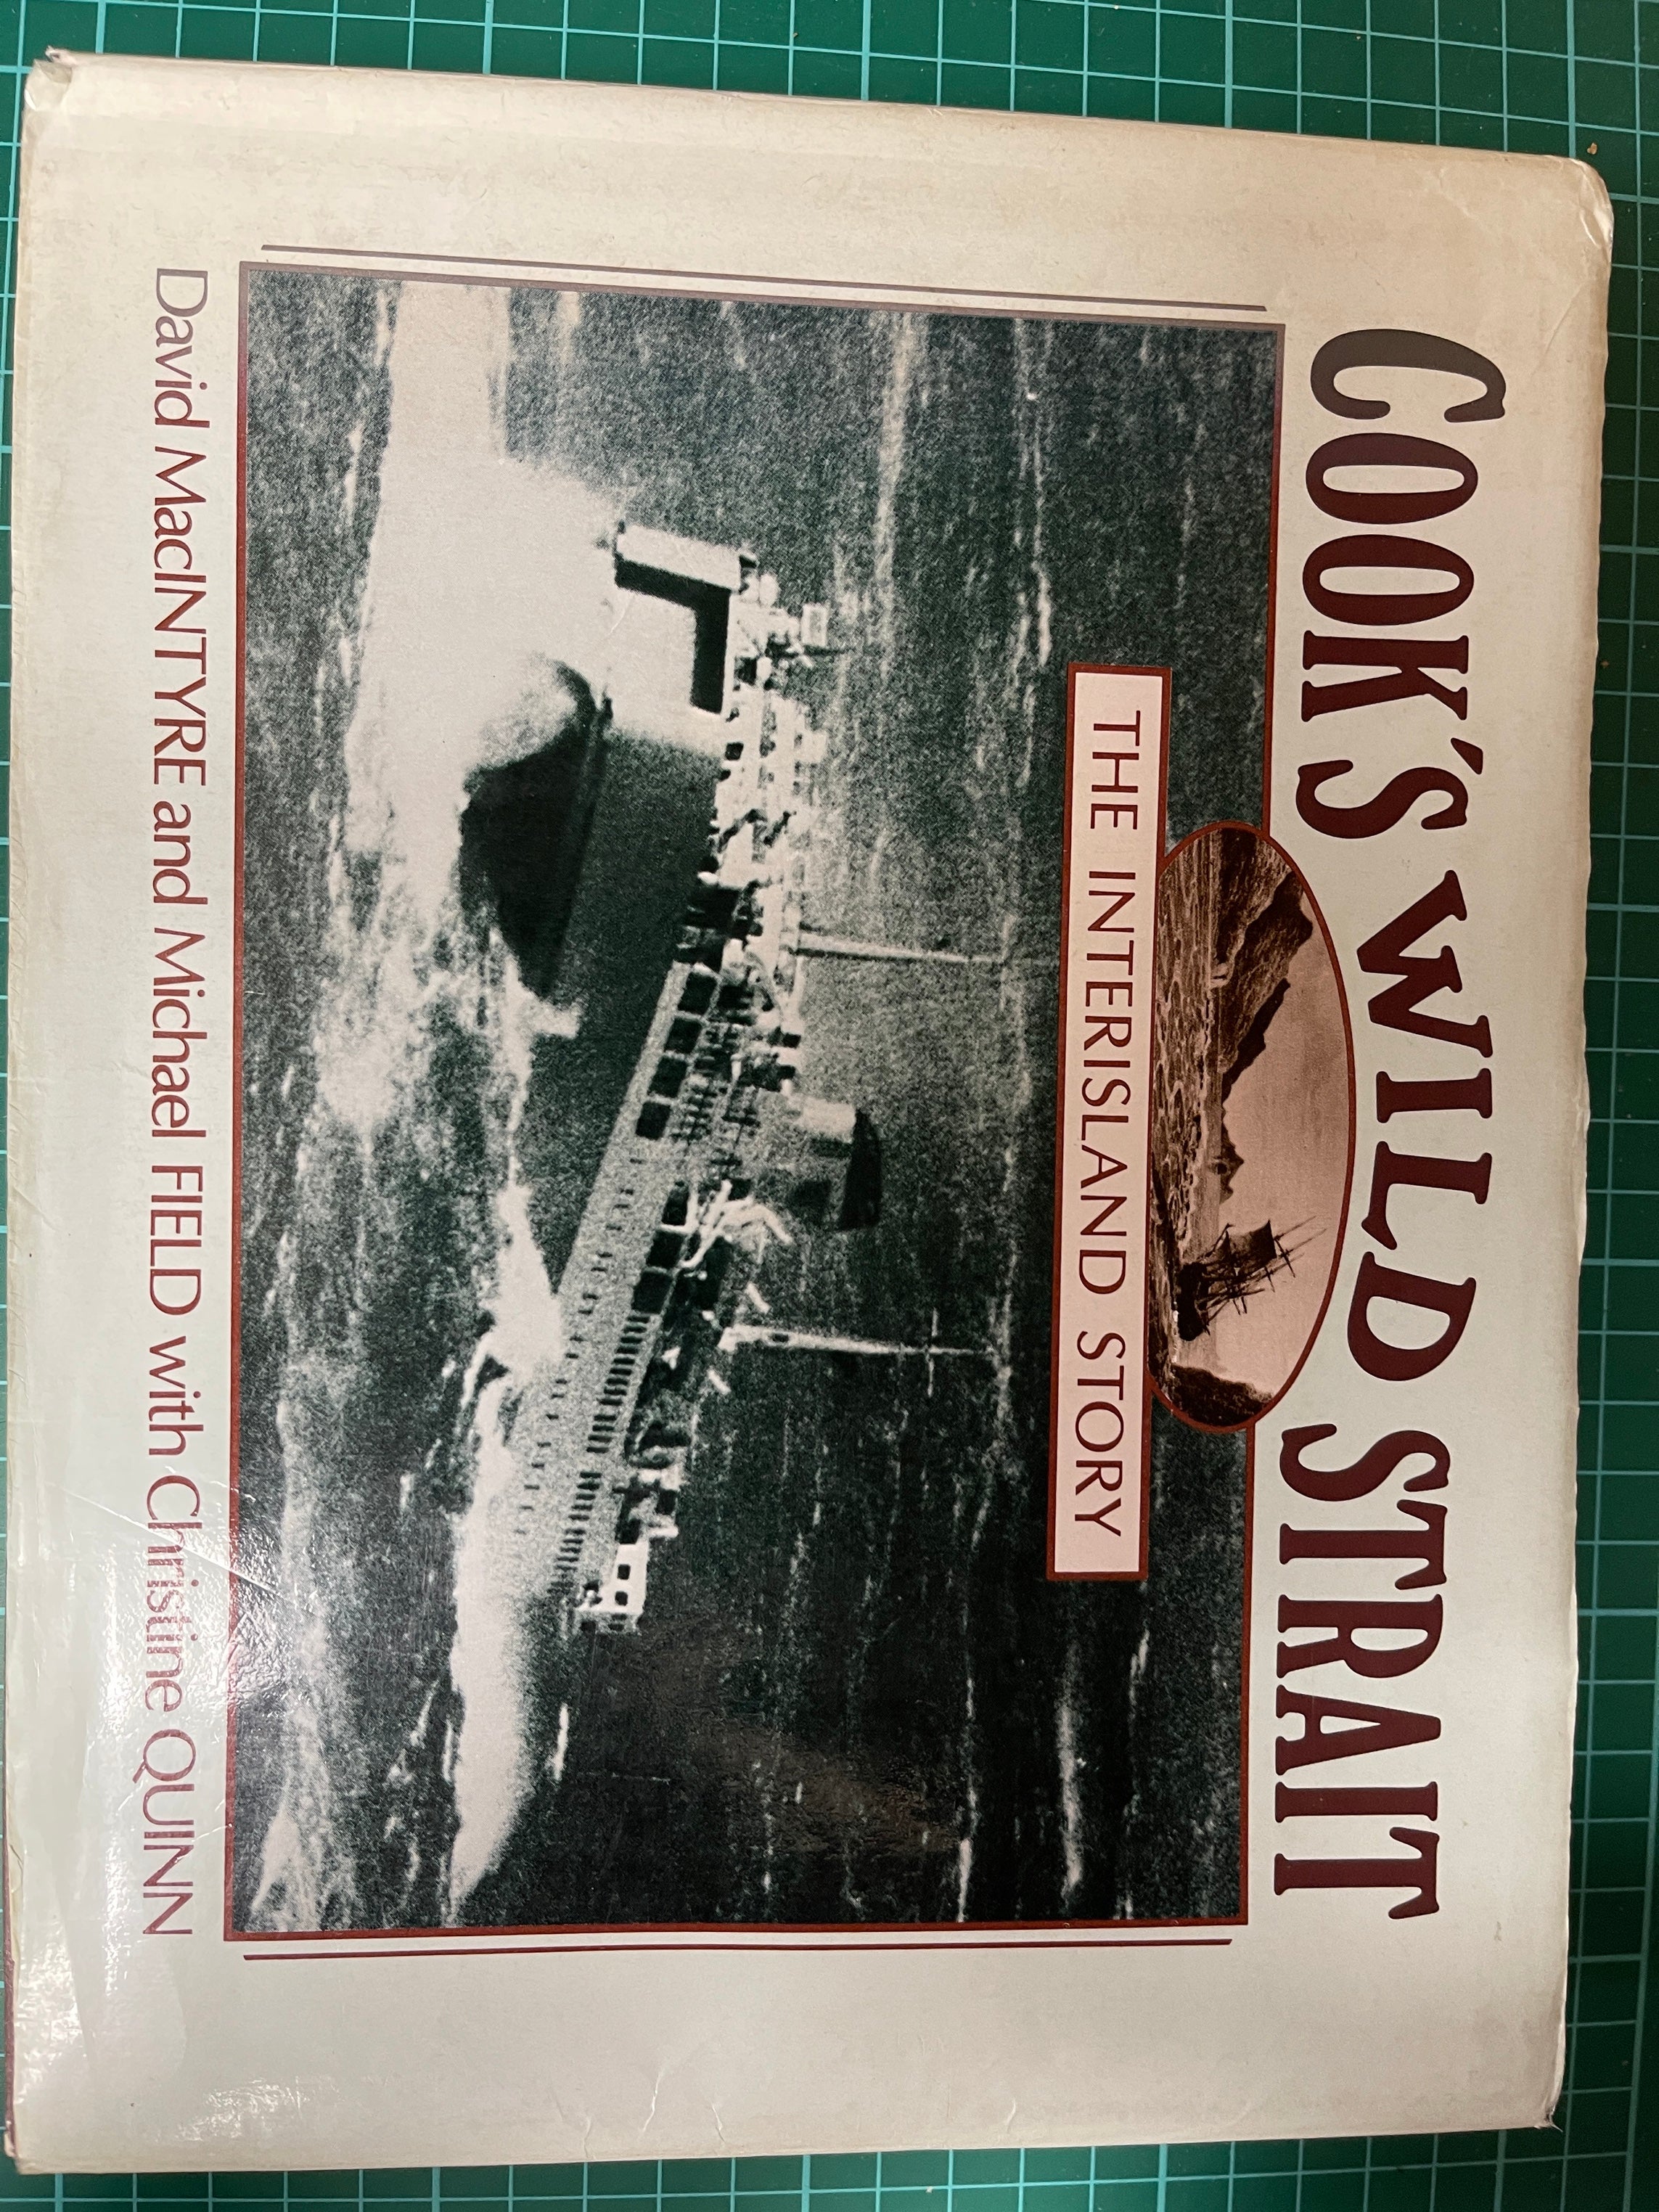 COOK'S WILD STRAIT
THE INTERISLAND STORY
David MacINTYRE and Michael FIELD with Christine QUINN